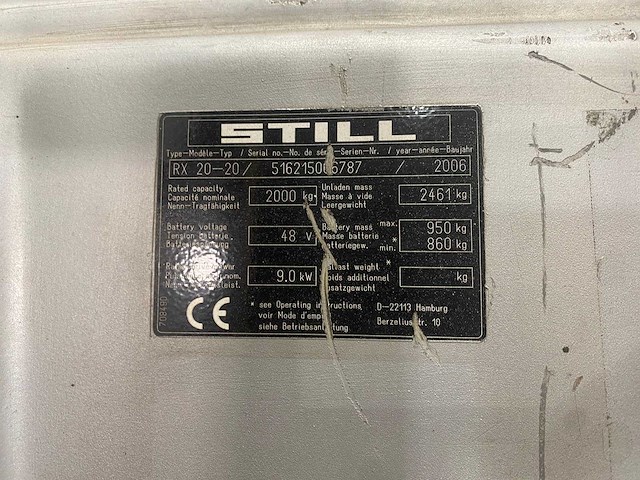 STILL
Type-Modèle-Typ / Serial no.-No. de série-Serien-Nr. / year-année-Baujahr
RX 20-20 / 516215006787 / 2006
Rated capacity Capacité nominale Nenn-Tragfähigkeit 2000 kg
Unladen mass Masse à vide Leergewicht 2461 kg
Battery voltage Tension batterie 48 V
Battery mass Masse batterie Batteriegew. * max. 950 kg min. 860 kg
9.0 kW
Ballast weight * poids additionnel Zusatzgewicht kg
* see Operating instructions
voir Mode d'emploi
siehe Betriebsanleitung
D-22113 Hamburg
Berzeliusstr. 10
CE